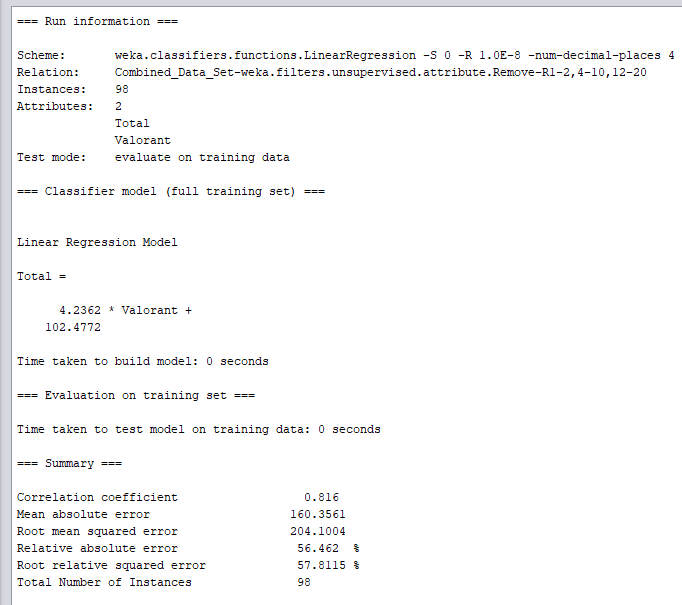 === Run information ===
Scheme: weka.classifiers.functions.LinearRegression -S 0 -R 1.0E-8 -num-decimal-places 4
Relation: Combined_Data_Set-weka.filters.unsupervised.attribute.Remove-R1-2,4-10,12-20
Instances: 98
Attributes: 2
Total
Valorant
Test mode: evaluate on training data
=== Classifier model (full training set) ===
Linear Regression Model
Total =
4.2362 * Valorant +
102.4772
Time taken to build model: 0 seconds
=== Evaluation on training set ===
Time taken to test model on training data: 0 seconds
=== Summary ===
Correlation coefficient 0.816
Mean absolute error 160.3561
Root mean squared error 204.1004
Relative absolute error 56.462 %
Root relative squared error 57.8115 %
Total Number of Instances 98